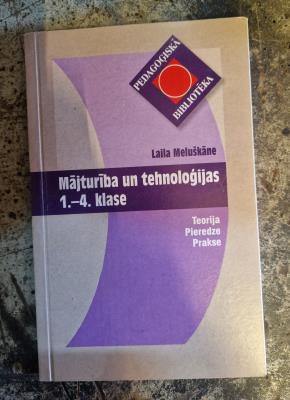 PEDAGOĢISKĀ
BIBLIOTĒKA
Laila Meluškāne
Mājturība un tehnoloģijas
1.–4. klase
Teorija
Pieredze
Prakse